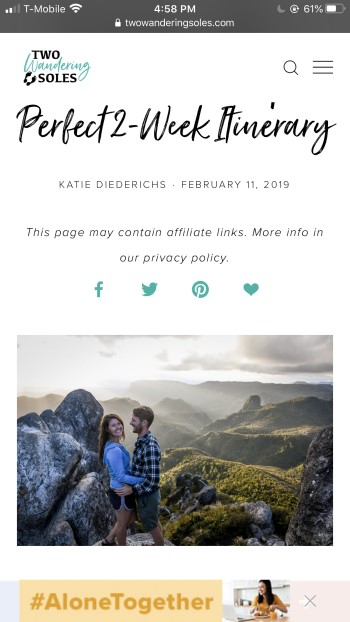 T-Mobile 4:58 PM 61%
twowanderingsoles.com
TWO
Wandering
SOLES
Perfect 2-Week Itinerary
KATIE DIEDERICHS · FEBRUARY 11, 2019
This page may contain affiliate links. More info in
our privacy policy.
#AloneTogether